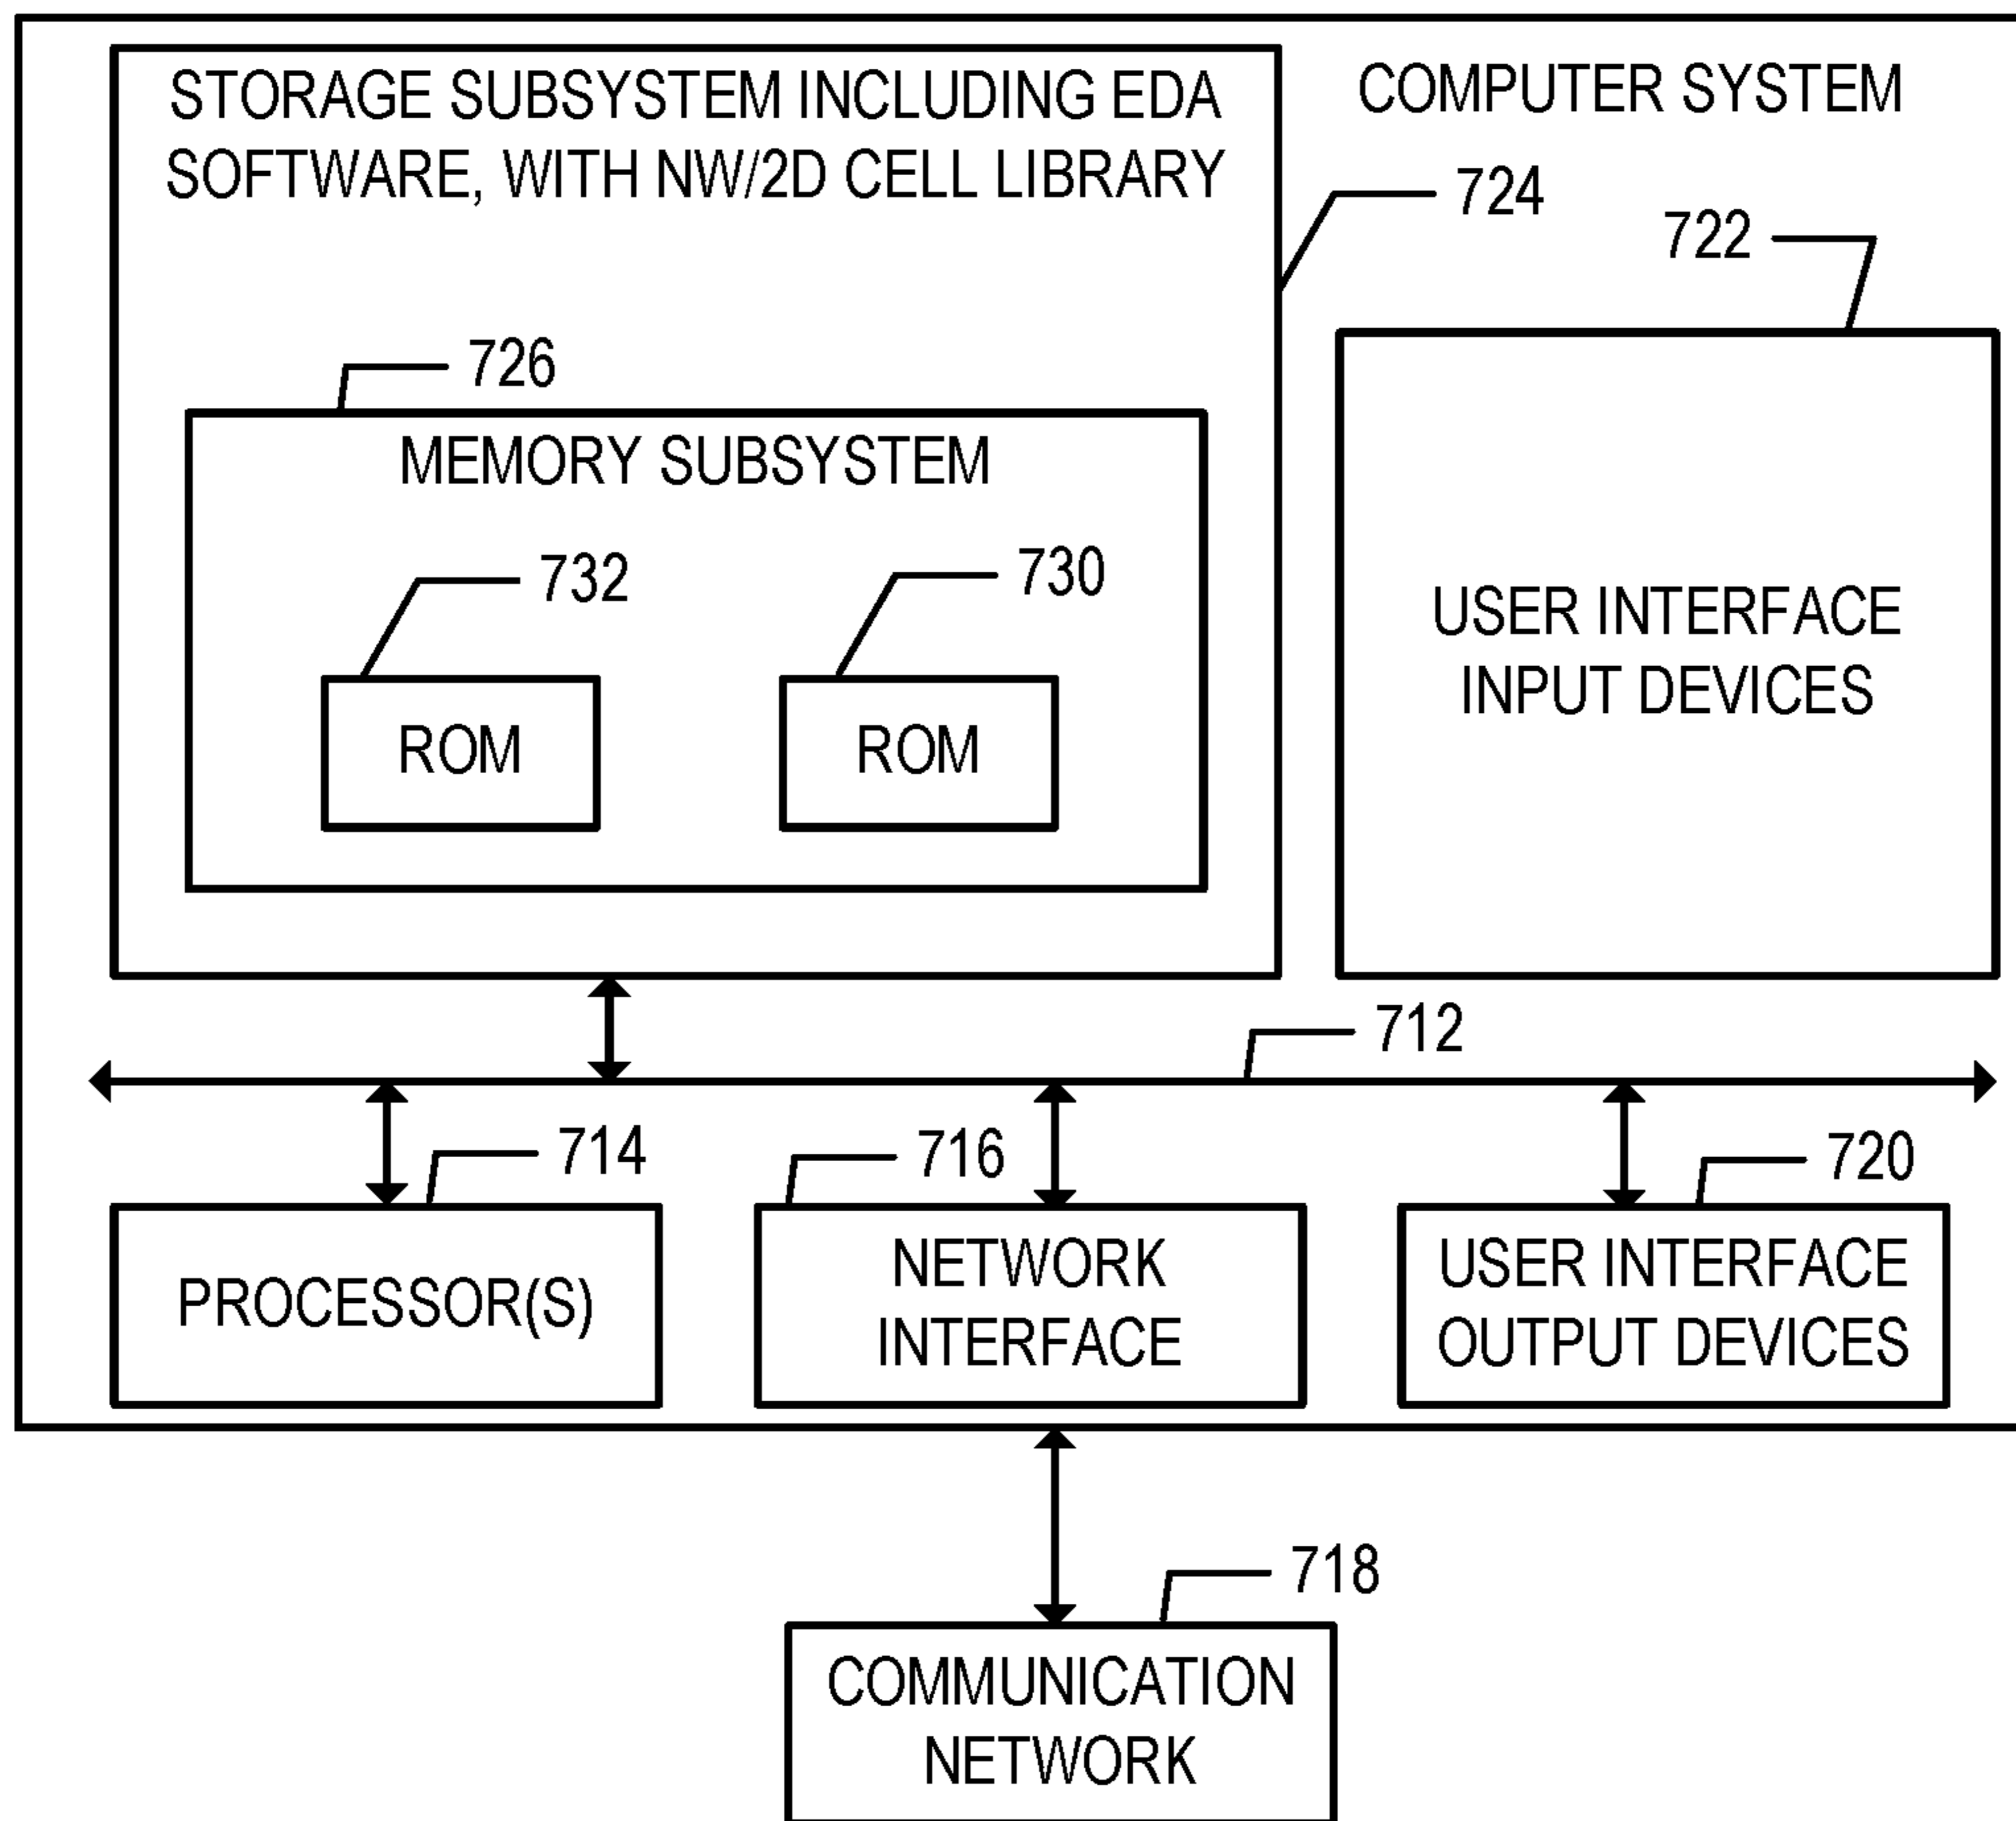 STORAGE SUBSYSTEM INCLUDING EDA
SOFTWARE, WITH NW/2D CELL LIBRARY
COMPUTER SYSTEM
724
722
726
MEMORY SUBSYSTEM
732
730
ROM
ROM
USER INTERFACE
INPUT DEVICES
712
714
716
720
PROCESSOR(S)
NETWORK
INTERFACE
USER INTERFACE
OUTPUT DEVICES
718
COMMUNICATION
NETWORK